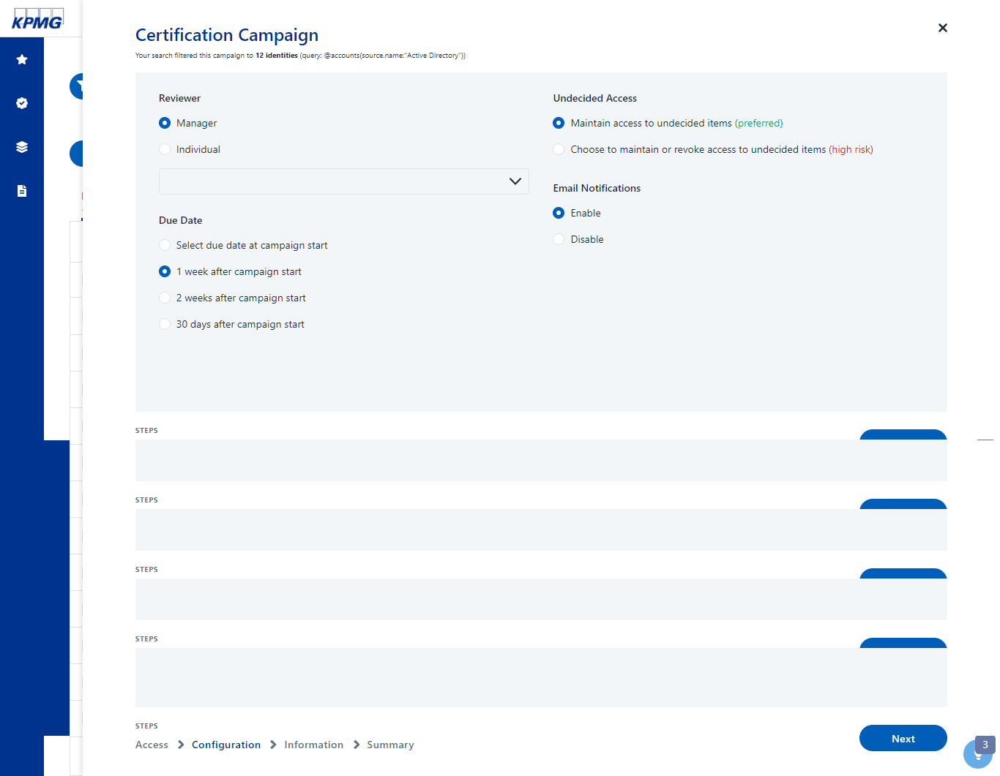 KPMG
Certification Campaign
Your search filtered this campaign to 12 identities (query: @accounts(source.name:"Active Directory"))
Reviewer
Manager
Individual
Due Date
Select due date at campaign start
1 week after campaign start
2 weeks after campaign start
30 days after campaign start
Undecided Access
Maintain access to undecided items (preferred)
Choose to maintain or revoke access to undecided items (high risk)
Email Notifications
Enable
Disable
STEPS
STEPS
STEPS
STEPS
STEPS
Access Configuration Information Summary
Next
3